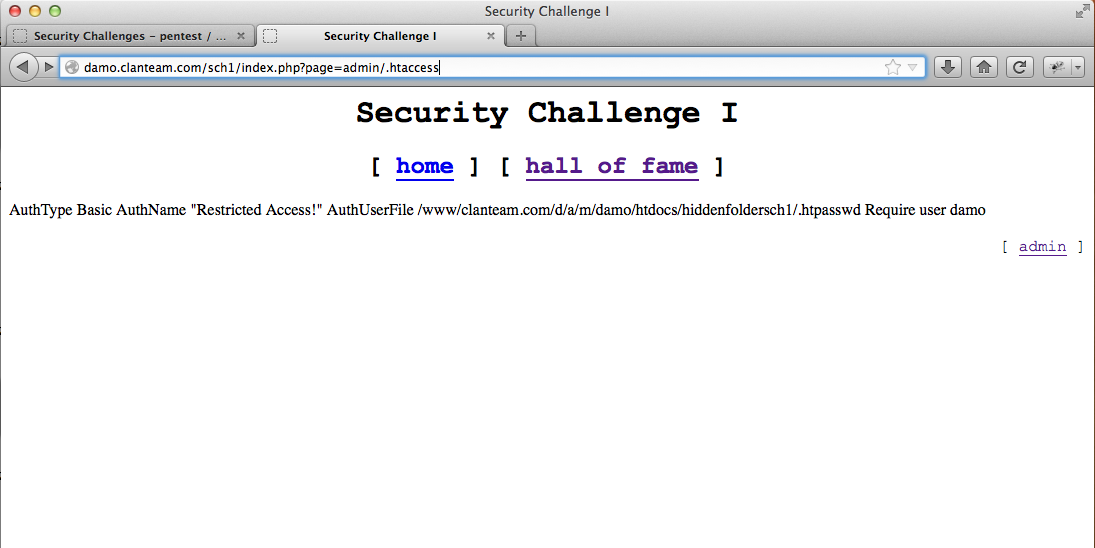 Security Challenge I
Security Challenges - pentest / ...
Security Challenge I
damo.clanteam.com/sch1/index.php?page=admin/.htaccess
Security Challenge I
[ home ] [ hall of fame ]
AuthType Basic AuthName "Restricted Access!" AuthUserFile /www/clanteam.com/d/a/m/damo/htdocs/hiddenfoldersch1/.htpasswd Require user damo
[ admin ]